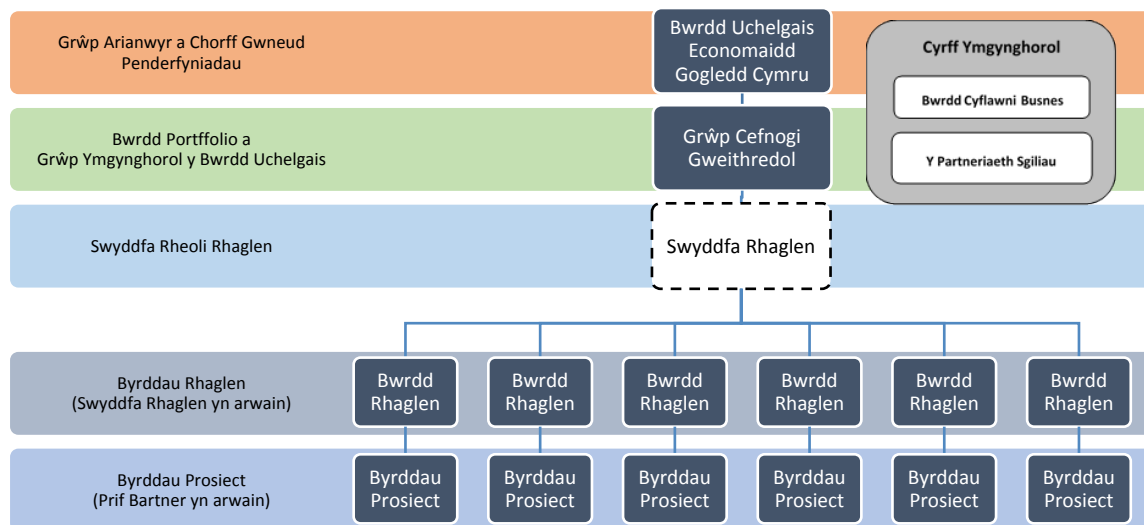 Grŵp Arianwyr a Chorff Gwneud
Penderfyniadau
Bwrdd Uchelgais
Economaidd
Gogledd Cymru
Cyrff Ymgynghorol
Bwrdd Cyflawni Busnes
Y Partneriaeth Sgiliau
Bwrdd Portffolio a
Grŵp Ymgynghorol y Bwrdd Uchelgais
Grŵp Cefnogi
Gweithredol
Swyddfa Rheoli Rhaglen
Swyddfa Rhaglen
Byrddau Rhaglen
(Swyddfa Rhaglen yn arwain)
Bwrdd
Rhaglen
Bwrdd
Rhaglen
Bwrdd
Rhaglen
Bwrdd
Rhaglen
Bwrdd
Rhaglen
Bwrdd
Rhaglen
Byrddau Prosiect
(Prif Bartner yn arwain)
Byrddau
Prosiect
Byrddau
Prosiect
Byrddau
Prosiect
Byrddau
Prosiect
Byrddau
Prosiect
Byrddau
Prosiect